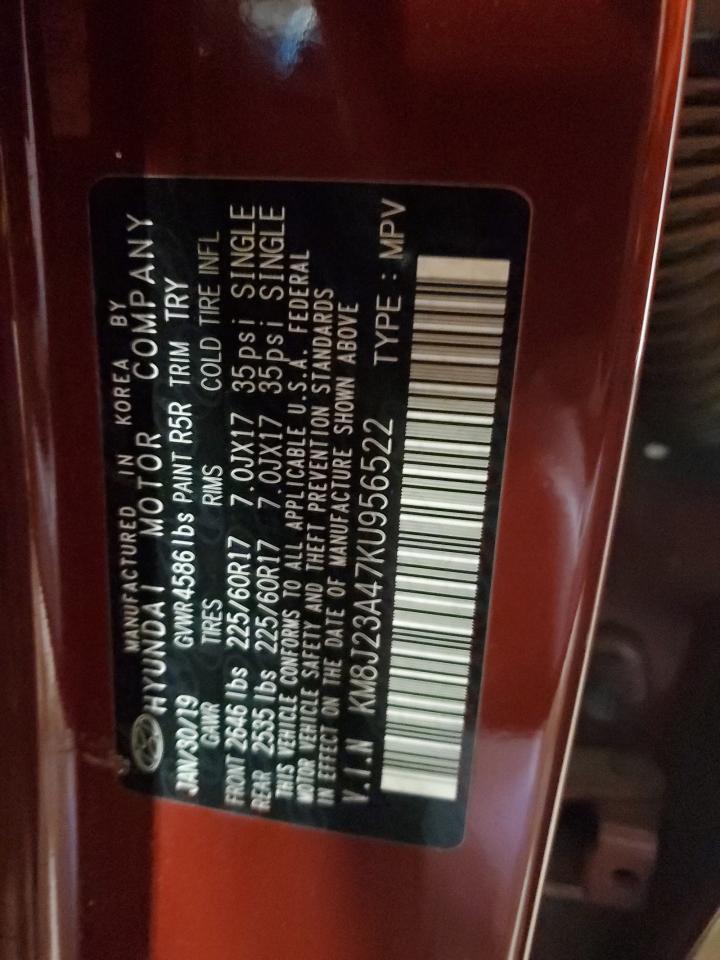 MANUFACTURED IN KOREA BY
HYUNDAI MOTOR COMPANY
JAN/30/19 GVWR 4586 lbs PAINT R5R TRIM TRY
GAWR TIRES RIMS COLD TIRE INFL
FRONT 2646 lbs 225/60R17 7.0JX17 35psi SINGLE
REAR 2535 lbs 225/60R17 7.0JX17 35psi SINGLE
THIS VEHICLE CONFORMS TO ALL APPLICABLE U.S.A. FEDERAL
MOTOR VEHICLE SAFETY AND THEFT PREVENTION STANDARDS
IN EFFECT ON THE DATE OF MANUFACTURE SHOWN ABOVE
V.I.N KM8J23A47KU956522 TYPE : MPV